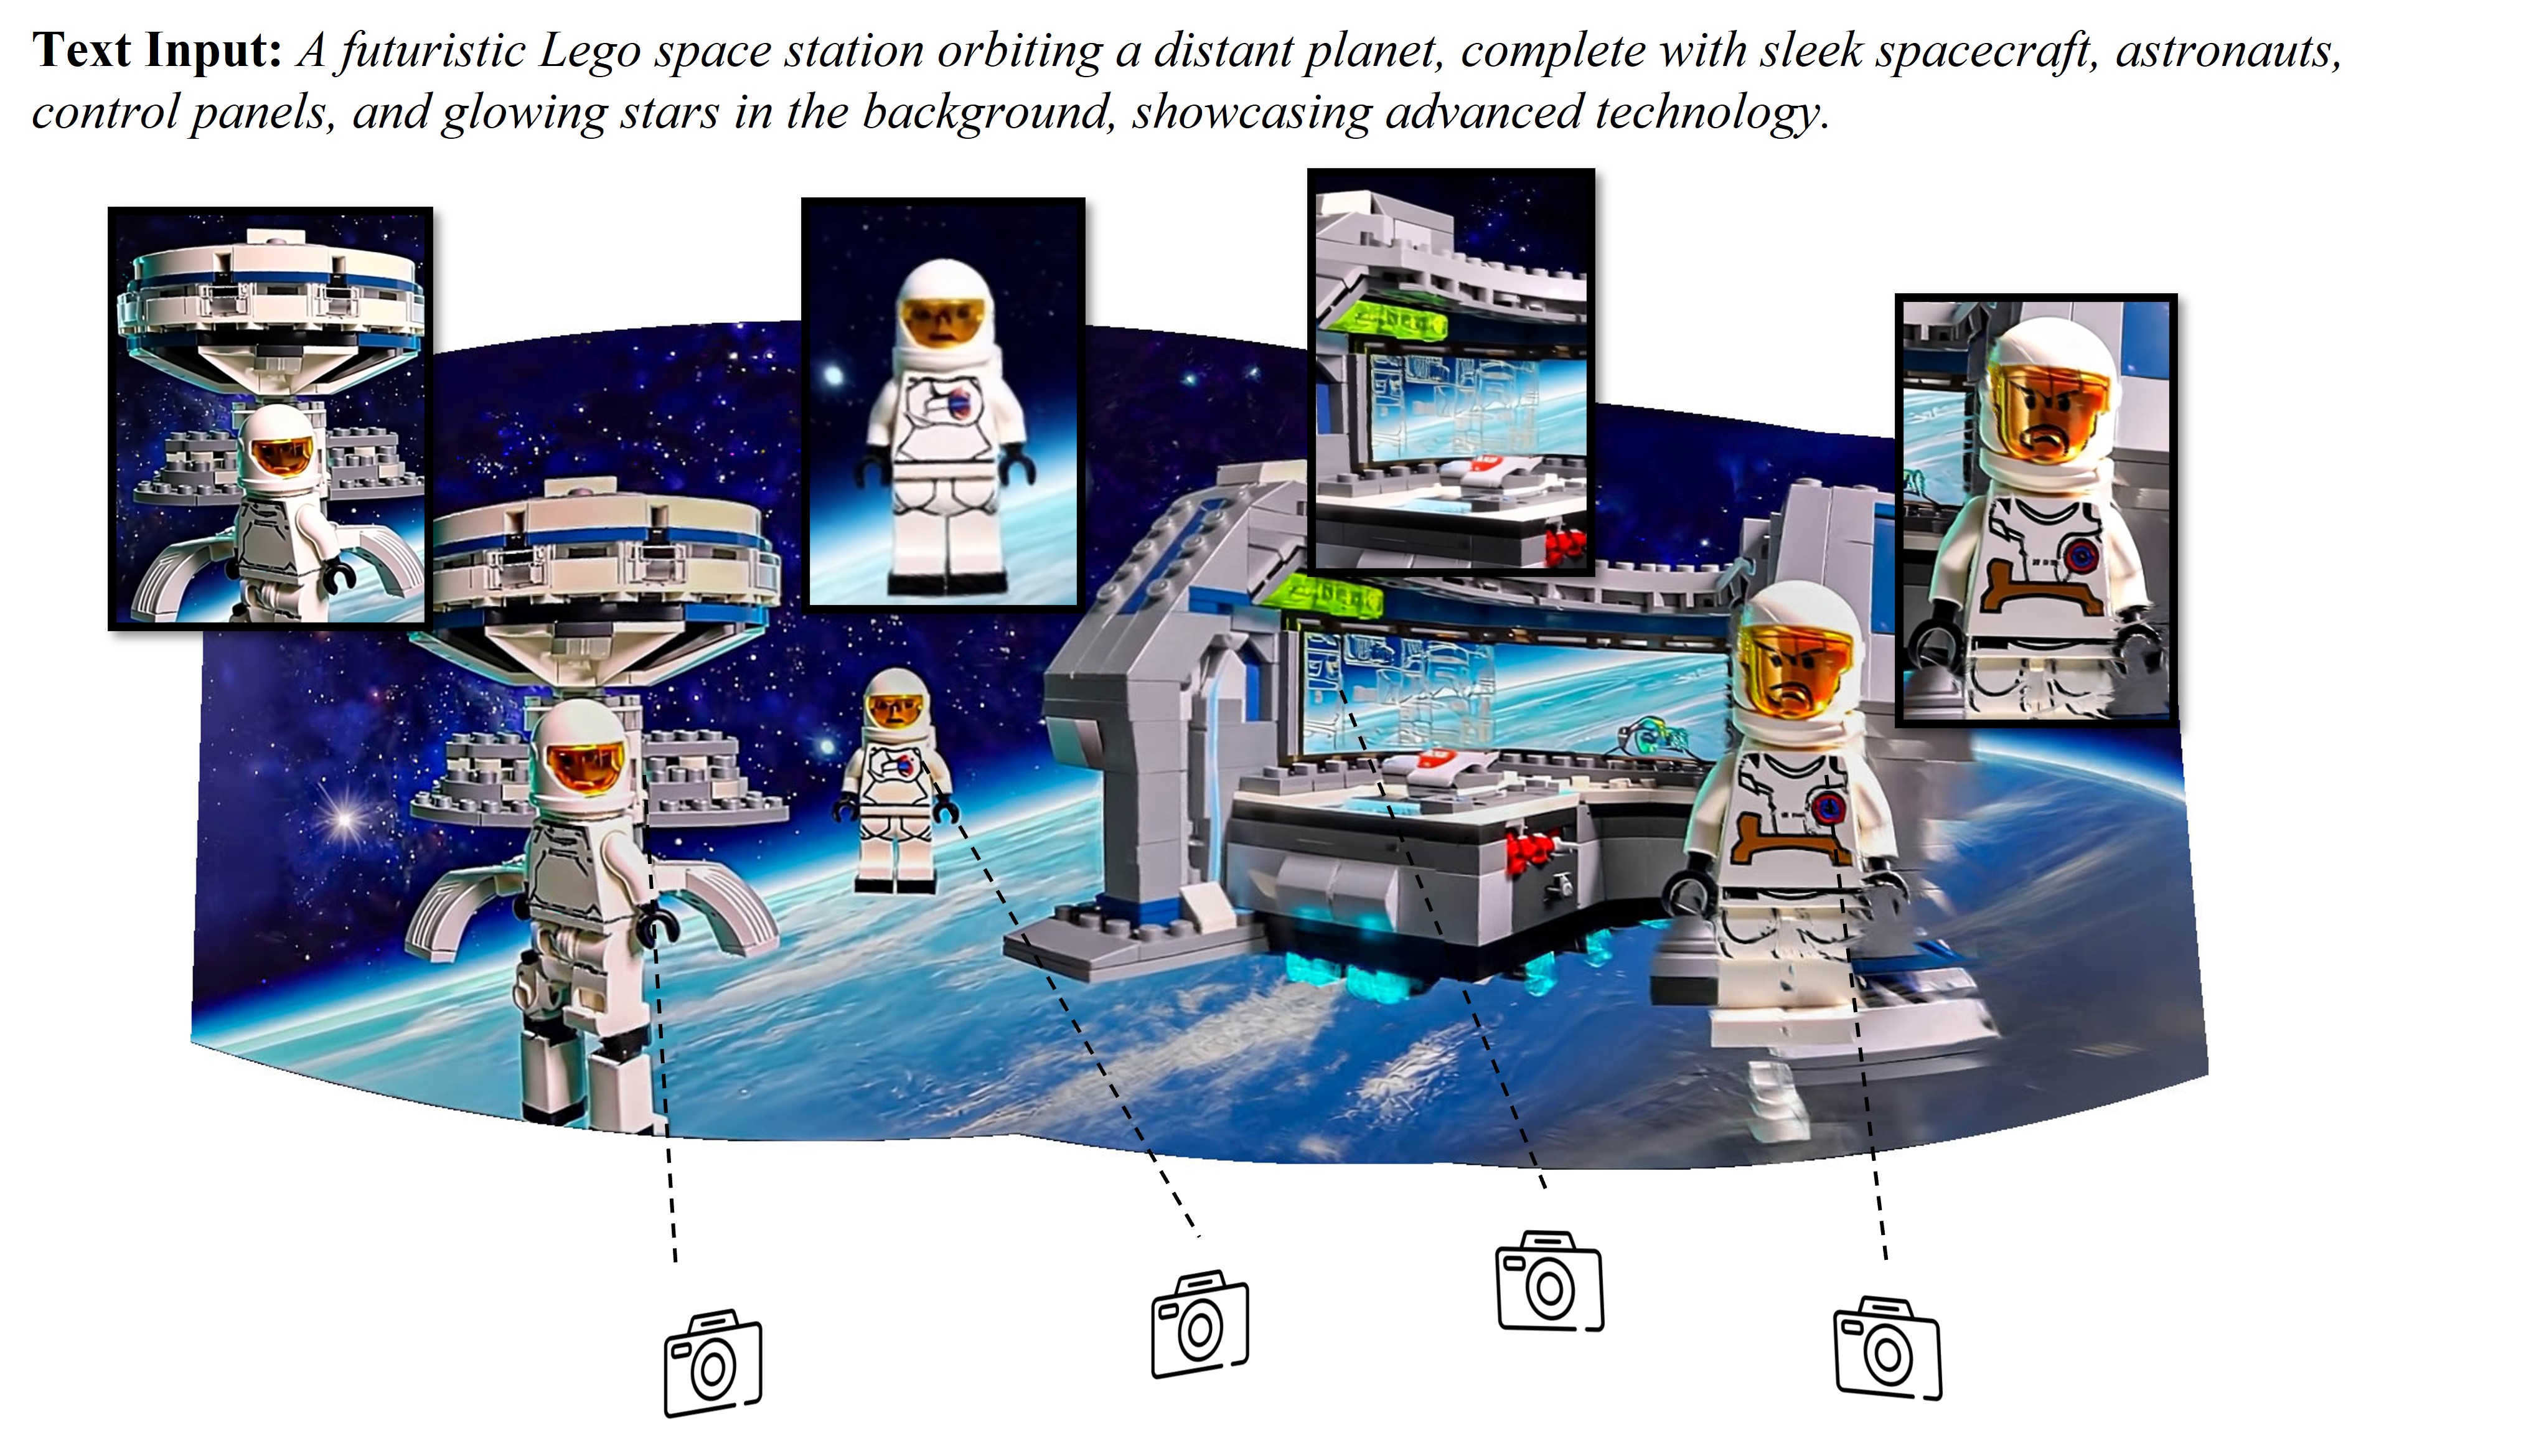 Text Input: A futuristic Lego space station orbiting a distant planet, complete with sleek spacecraft, astronauts,
control panels, and glowing stars in the background, showcasing advanced technology.